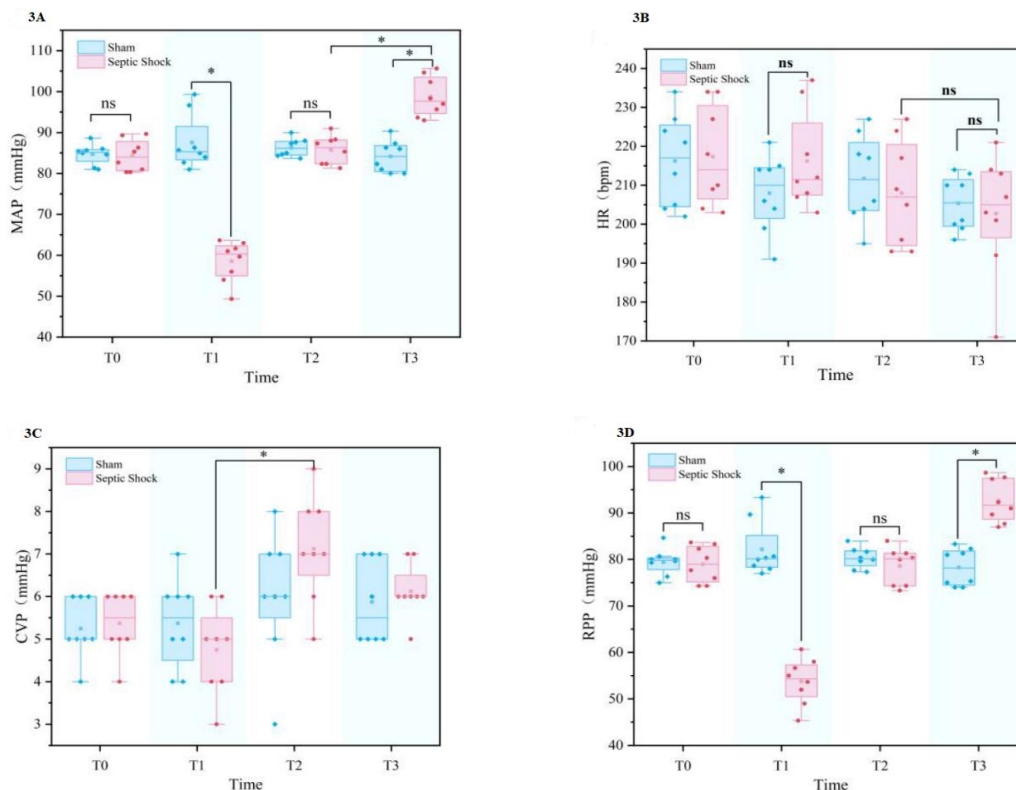 3A
Sham
Septic Shock
ns
*
ns
*
*
110
100
90
80
70
60
50
40
MAP（mmHg）
T0 T1 T2 T3
Time
3B
Sham
Septic Shock
ns
ns
ns
245
240
230
220
210
200
190
180
170
HR (bpm)
T0 T1 T2 T3
Time
3C
Sham
Septic Shock
*
9
8
7
6
5
4
3
CVP（mmHg）
T0 T1 T2 T3
Time
3D
Sham
Septic Shock
ns
*
ns
*
100
90
80
70
60
50
40
RPP（mmHg）
T0 T1 T2 T3
Time